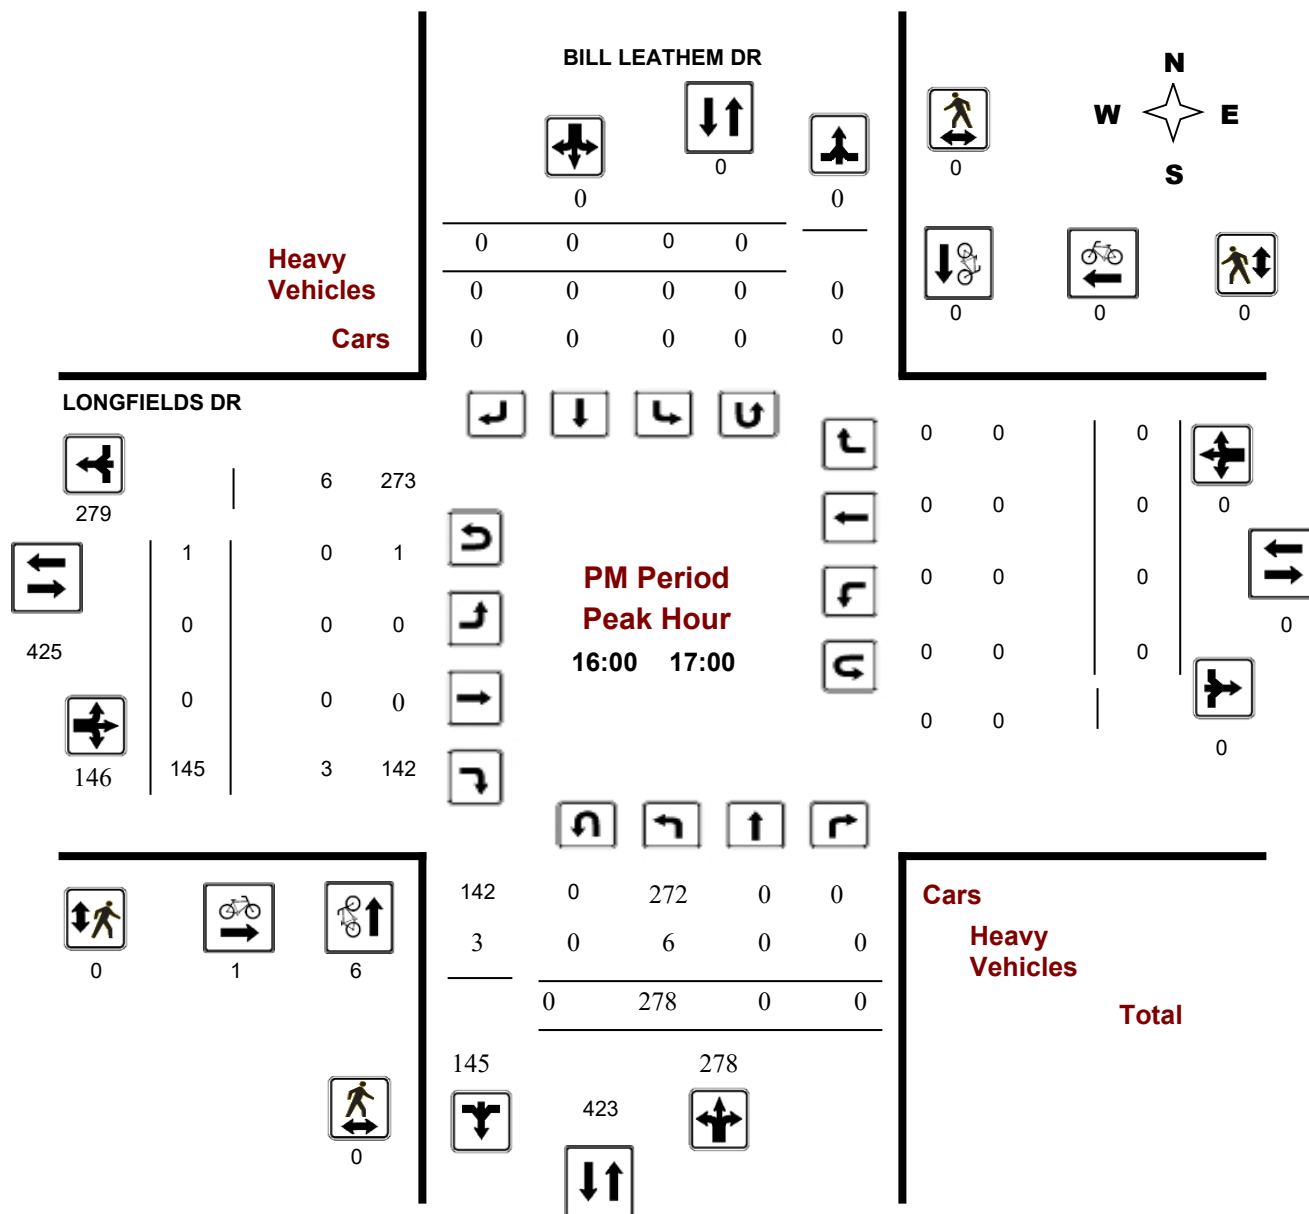 BILL LEATHEM DR
N
W E
S
0
0
0
0 0
0 0 0 0
Heavy
Vehicles
0 0 0 0 0
Cars
0 0 0 0 0
0 0 0
LONGFIELDS DR
0 0 0
6 273
279
0 0 0 0
1 0 1
PM Period
Peak Hour
16:00 17:00
0 0 0
0 0 0 0
425
0 0 0
0
0 0 0
0 0
0
146 145 3 142
142 0 272 0 0
Cars
3 0 6 0 0
Heavy
Vehicles
0 1 6
0 278 0 0
Total
145 278
423
0